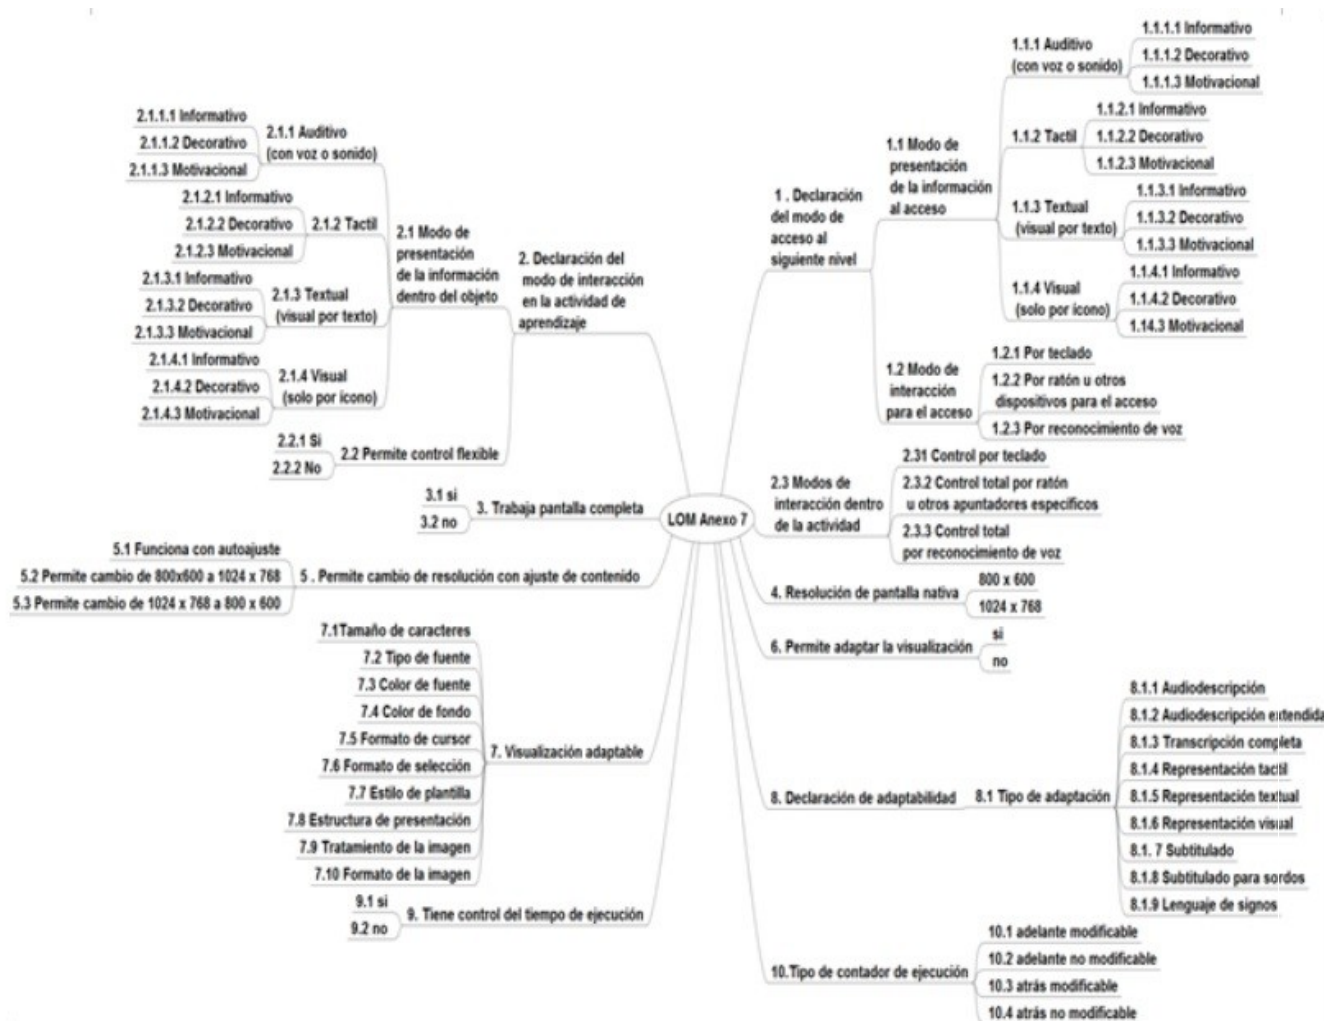 LOM Anexo 7
1 . Declaración
del modo de
acceso al
siguiente nivel
1.1 Modo de
presentación
de la información
al acceso
1.1.1 Auditivo
(con voz o sonido)
1.1.1.1 Informativo
1.1.1.2 Decorativo
1.1.1.3 Motivacional
1.1.2 Tactil
1.1.2.1 Informativo
1.1.2.2 Decorativo
1.1.2.3 Motivacional
1.1.3 Textual
(visual por texto)
1.1.3.1 Informativo
1.1.3.2 Decorativo
1.1.3.3 Motivacional
1.1.4 Visual
(solo por icono)
1.1.4.1 Informativo
1.1.4.2 Decorativo
1.14.3 Motivacional
1.2 Modo de
interacción
para el acceso
1.2.1 Por teclado
1.2.2 Por ratón u otros
dispositivos para el acceso
1.2.3 Por reconocimiento de voz
2. Declaración del
modo de interacción
en la actividad de
aprendizaje
2.1 Modo de
presentación
de la información
dentro del objeto
2.1.1 Auditivo
(con voz o sonido)
2.1.1.1 Informativo
2.1.1.2 Decorativo
2.1.1.3 Motivacional
2.1.2 Tactil
2.1.2.1 Informativo
2.1.2.2 Decorativo
2.1.2.3 Motivacional
2.1.3 Textual
(visual por texto)
2.1.3.1 Informativo
2.1.3.2 Decorativo
2.1.3.3 Motivacional
2.1.4 Visual
(solo por icono)
2.1.4.1 Informativo
2.1.4.2 Decorativo
2.1.4.3 Motivacional
2.2 Permite control flexible
2.2.1 Si
2.2.2 No
2.3 Modos de
interacción dentro
de la actividad
2.31 Control por teclado
2.3.2 Control total por ratón
u otros apuntadores específicos
2.3.3 Control total
por reconocimiento de voz
3. Trabaja pantalla completa
3.1 si
3.2 no
4. Resolución de pantalla nativa
800 x 600
1024 x 768
5 . Permite cambio de resolución con ajuste de contenido
5.1 Funciona con autoajuste
5.2 Permite cambio de 800x600 a 1024 x 768
5.3 Permite cambio de 1024 x 768 a 800 x 600
6. Permite adaptar la visualización
si
no
7. Visualización adaptable
7.1Tamaño de caracteres
7.2 Tipo de fuente
7.3 Color de fuente
7.4 Color de fondo
7.5 Formato de cursor
7.6 Formato de selección
7.7 Estilo de plantilla
7.8 Estructura de presentación
7.9 Tratamiento de la imagen
7.10 Formato de la imagen
8. Declaración de adaptabilidad
8.1 Tipo de adaptación
8.1.1 Audiodescripción
8.1.2 Audiodescripción extendida
8.1.3 Transcripción completa
8.1.4 Representación tactil
8.1.5 Representación textual
8.1.6 Representación visual
8.1. 7 Subtitulado
8.1.8 Subtitulado para sordos
8.1.9 Lenguaje de signos
9. Tiene control del tiempo de ejecución
9.1 si
9.2 no
10.Tipo de contador de ejecución
10.1 adelante modificable
10.2 adelante no modificable
10.3 atrás modificable
10.4 atrás no modificable